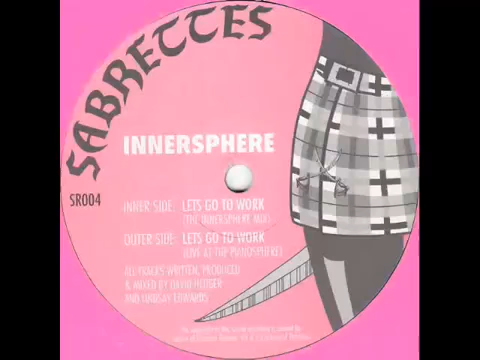 SABRETTES
INNERSPHERE
SR004
INNER SIDE: LETS GO TO WORK
(THE INNERSPHERE MIX)
OUTER SIDE: LETS GO TO WORK
(LIVE AT THE PIANOSPHERE)
ALL TRACKS WRITTEN, PRODUCED
& MIXED BY DAVID HEDGER
AND LINDSAY EDWARDS